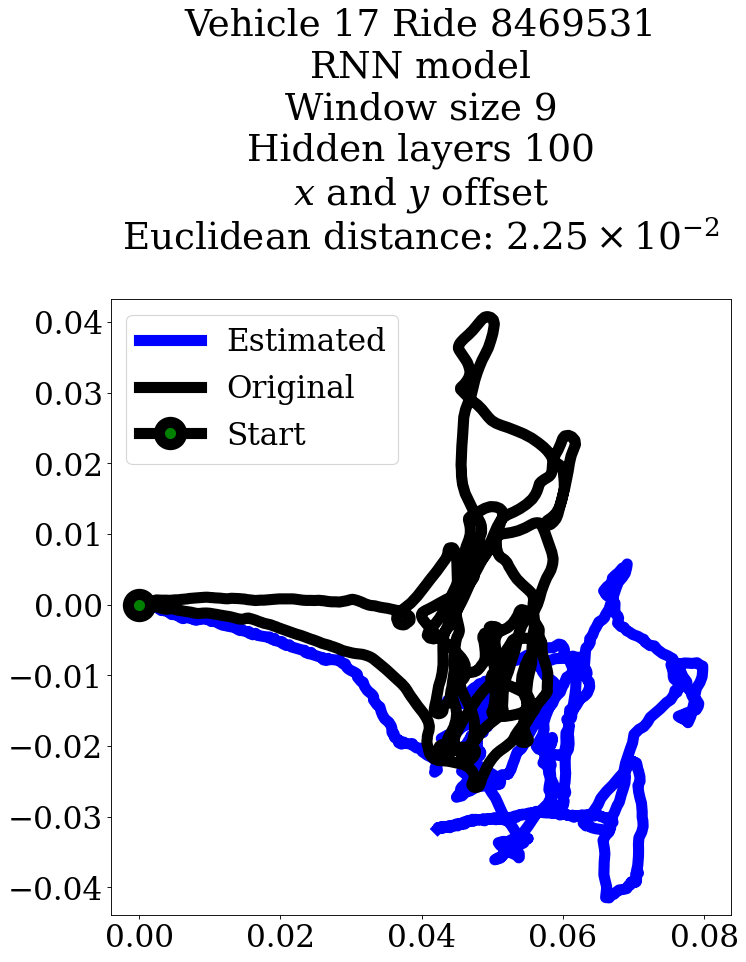 Vehicle 17 Ride 8469531
RNN model
Window size 9
Hidden layers 100
x and y offset
Euclidean distance: 2.25 × 10⁻²
Estimated
Original
Start
0.04
0.03
0.02
0.01
0.00
−0.01
−0.02
−0.03
−0.04
0.00 0.02 0.04 0.06 0.08